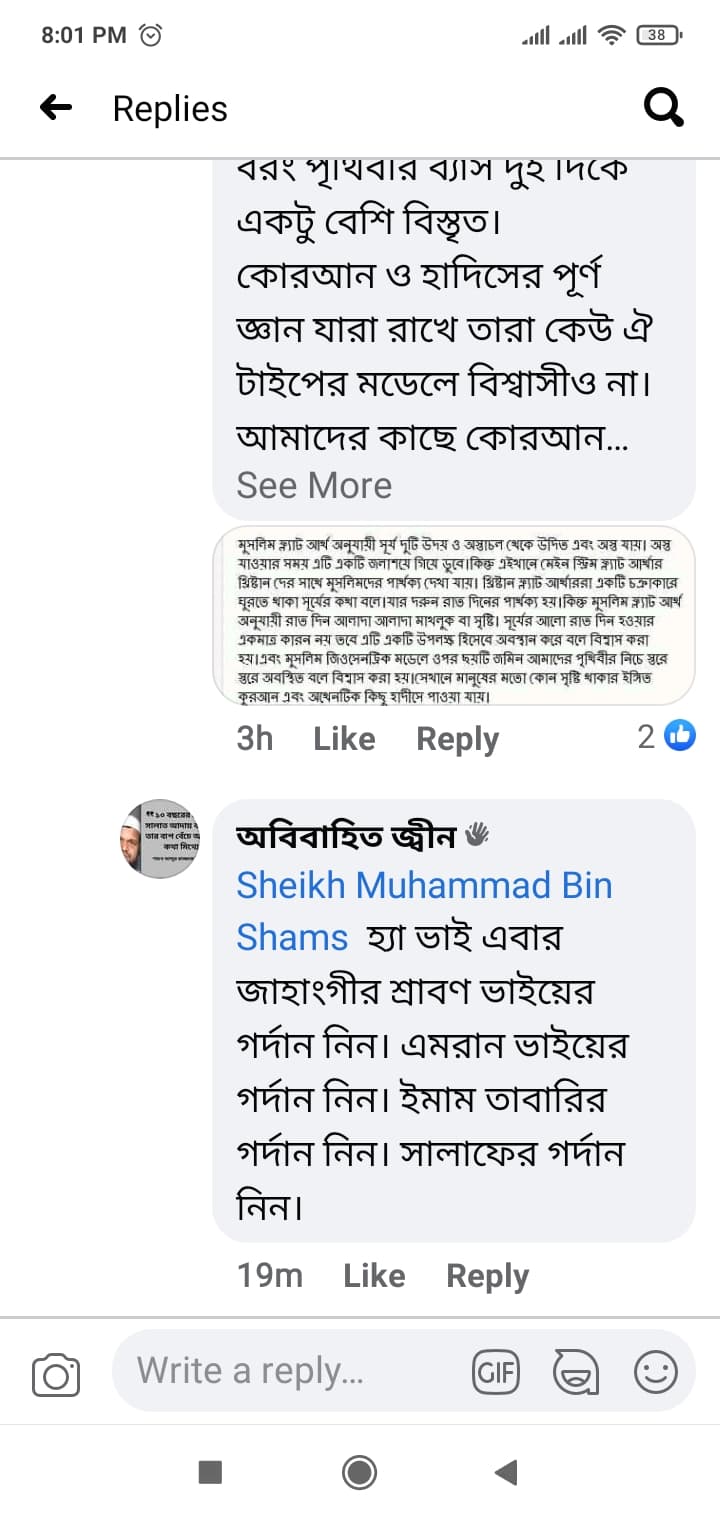 8:01 PM
38
Replies
বরং পৃথিবীর ব্যাস দুই দিকে
একটু বেশি বিস্তৃত।
কোরআন ও হাদিসের পূর্ণ
জ্ঞান যারা রাখে তারা কেউ ঐ
টাইপের মডেলে বিশ্বাসীও না।
আমাদের কাছে কোরআন...
See More
মুসলিম ফ্ল্যাট আর্থ অনুযায়ী সূর্য দুটি উদয় ও অস্তাচল থেকে উদিত এবং অস্ত যায়। অস্ত
যাওয়ার সময় এটি একটি জলাশয়ে গিয়ে ডুবে।কিন্তু এইখানে মেইন স্টিম ফ্ল্যাট আর্থার
খ্রিষ্টান দের সাথে মুসলিমদের পার্থক্য দেখা যায়। খ্রিষ্টান ফ্ল্যাট আর্থাররা একটি চক্রাকারে
ঘুরতে থাকা সূর্যের কথা বলে।যার দরুন রাত দিনের পার্থক্য হয়।কিন্তু মুসলিম ফ্ল্যাট আর্থ
অনুযায়ী রাত দিন আলাদা আলাদা মাখলুক বা সৃষ্টি। সূর্যের আলো রাত দিন হওয়ার
একমাত্র কারন নয় তবে এটি একটি উপলক্ষ হিসেবে অবস্থান করে বলে বিশ্বাস করা
হয়।এবং মুসলিম জিওসেনট্রিক মডেলে ওপর ছয়টি জমিন আমাদের পৃথিবীর নিচে স্তরে
স্তরে অবস্থিত বলে বিশ্বাস করা হয়।সেখানে মানুষের মতো কোন সৃষ্টি থাকার ইঙ্গিত
কুরআন এবং অথেনটিক কিছু হাদীসে পাওয়া যায়।
3h Like Reply 2
অবিবাহিত জ্বীন
Sheikh Muhammad Bin
Shams হ্যা ভাই এবার
জাহাংগীর শ্রাবণ ভাইয়ের
গর্দান নিন। এমরান ভাইয়ের
গর্দান নিন। ইমাম তাবারির
গর্দান নিন। সালাফের গর্দান
নিন।
19m Like Reply
Write a reply...
GIF